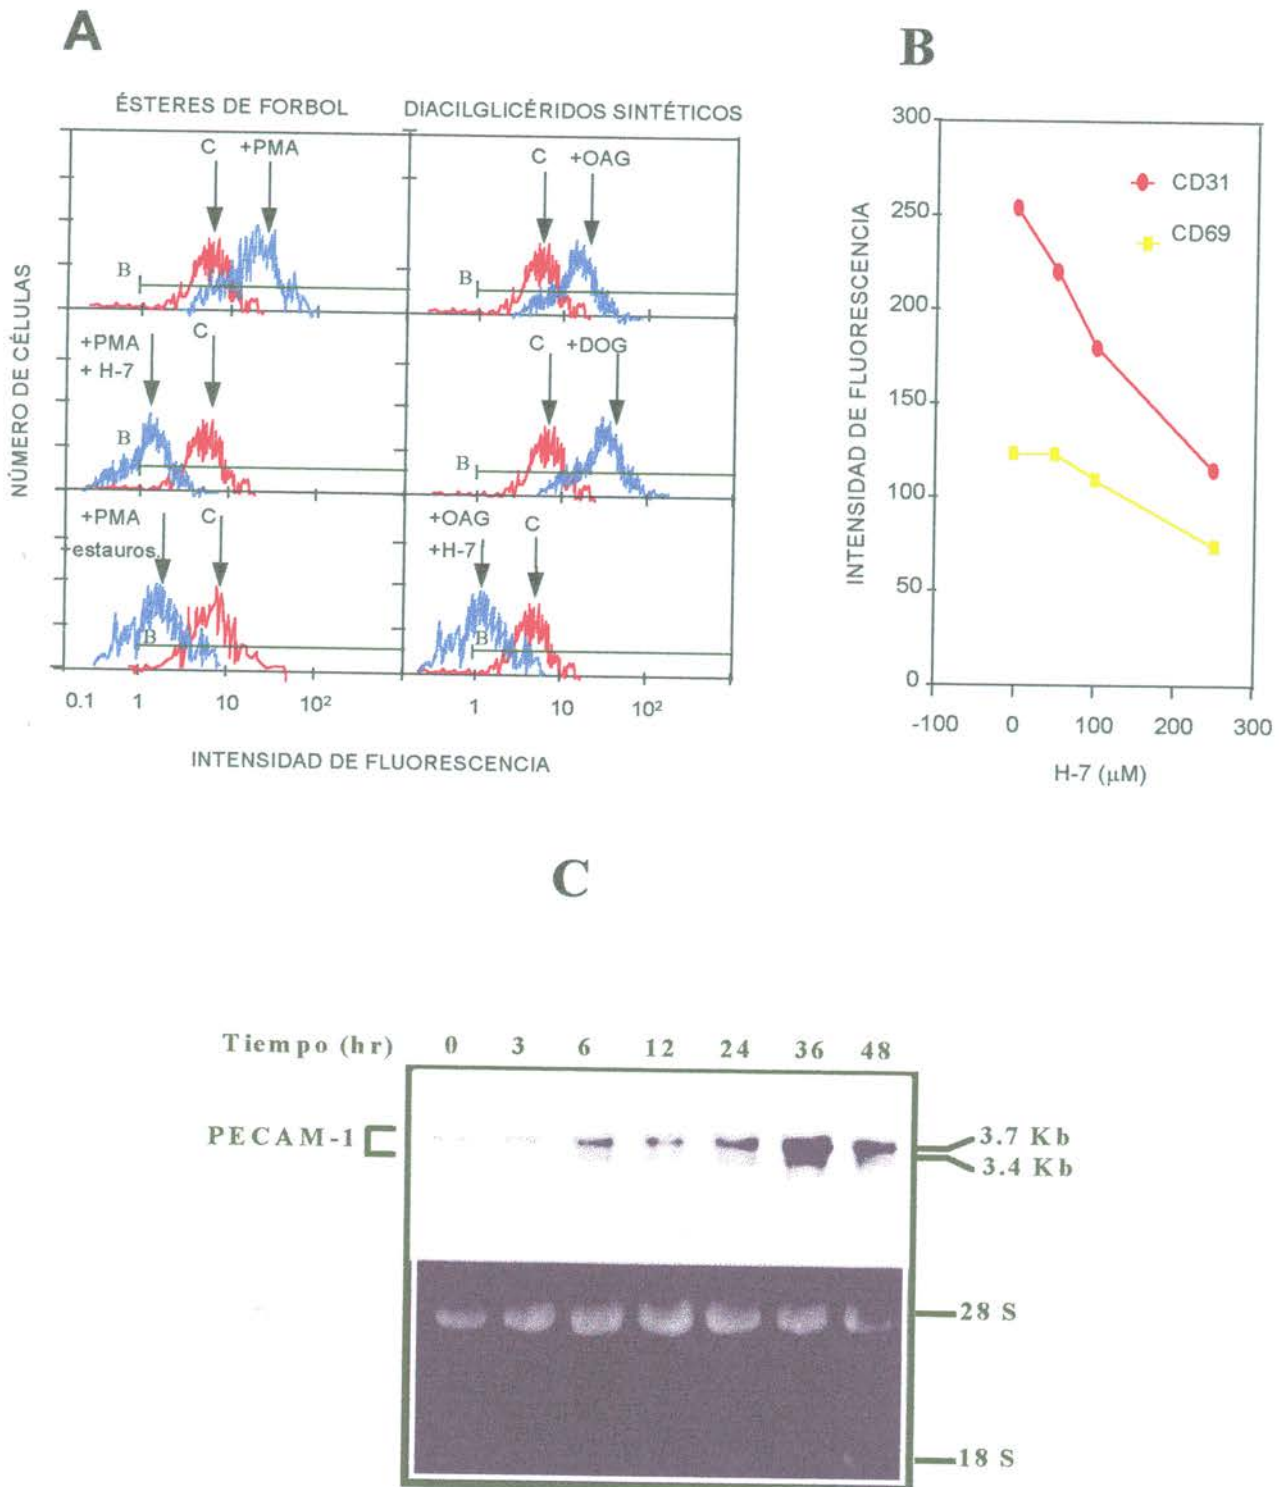 A
ÉSTERES DE FORBOL
DIACILGLICÉRIDOS SINTÉTICOS
NÚMERO DE CÉLULAS
C +PMA
B
C +OAG
B
+PMA
+ H-7
C
B
C +DOG
B
+PMA
+estauros.
C
B
+OAG
+H-7
C
B
0.1 1 10 10²
1 10 10²
INTENSIDAD DE FLUORESCENCIA
B
INTENSIDAD DE FLUORESCENCIA
300
250
200
150
100
50
0
CD31
CD69
-100 0 100 200 300
H-7 (µM)
C
Tiempo (hr) 0 3 6 12 24 36 48
PECAM-1
3.7 Kb
3.4 Kb
28 S
18 S